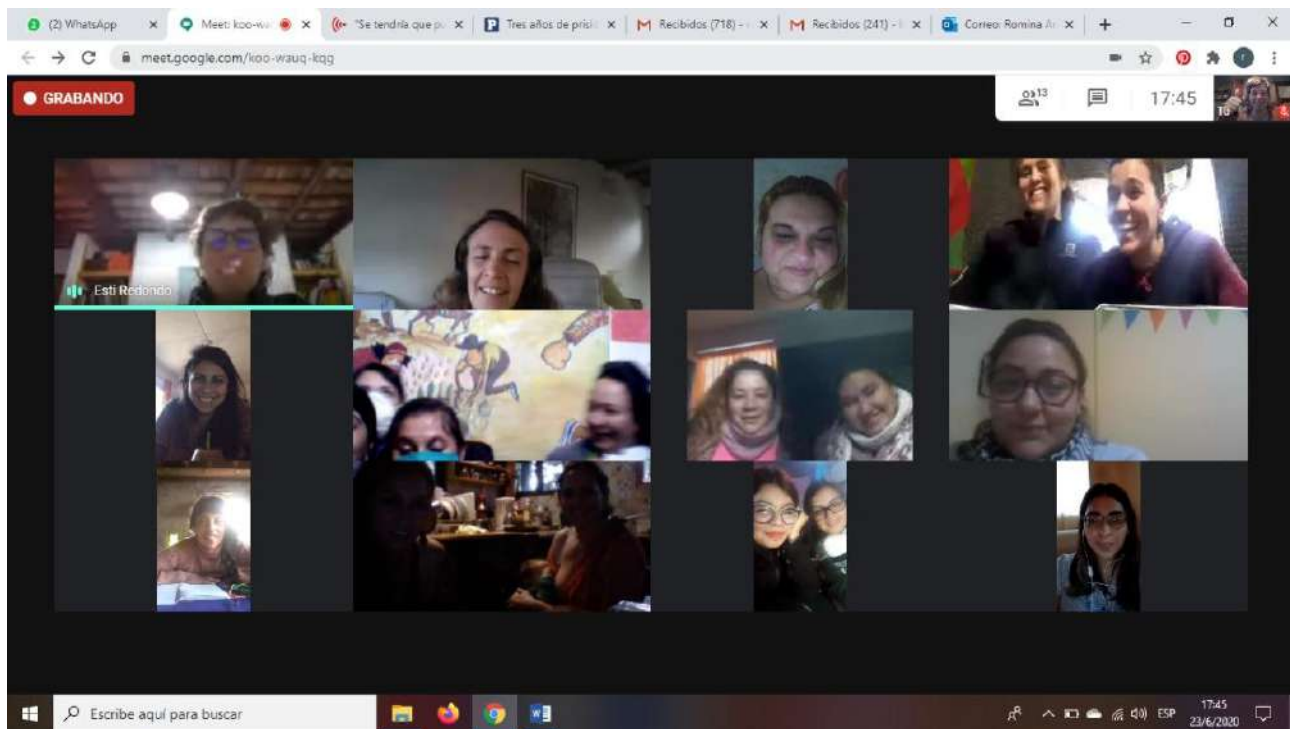 (2) WhatsApp
Meet: koo-wau
"Se tendría que p
Tres años de prisi
Recibidos (718) -
Recibidos (241) -
Correo: Romina A
meet.google.com/koo-wauq-kqg
GRABANDO
13
17:45
Tú
Esti Redondo
Escribe aquí para buscar
ESP
17:45
23/6/2020